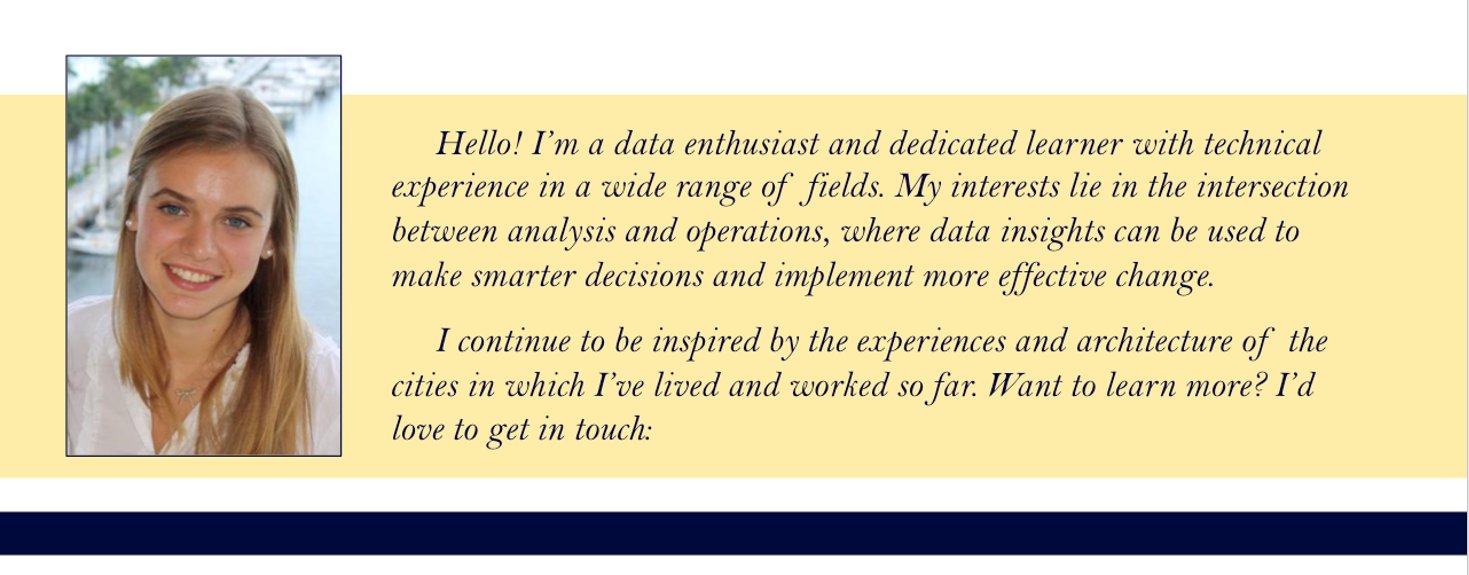 Hello! I’m a data enthusiast and dedicated learner with technical
experience in a wide range of fields. My interests lie in the intersection
between analysis and operations, where data insights can be used to
make smarter decisions and implement more effective change.
I continue to be inspired by the experiences and architecture of the
cities in which I’ve lived and worked so far. Want to learn more? I’d
love to get in touch: